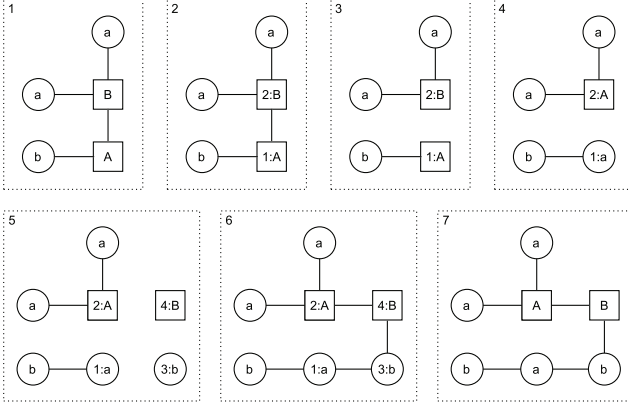 1 2 3 4
a a a a
a B a 2:B a 2:B a 2:A
b A b 1:A b 1:A b 1:a
5 6 7
a a a
a 2:A 4:B a 2:A 4:B a A B
b 1:a 3:b b 1:a 3:b b a b